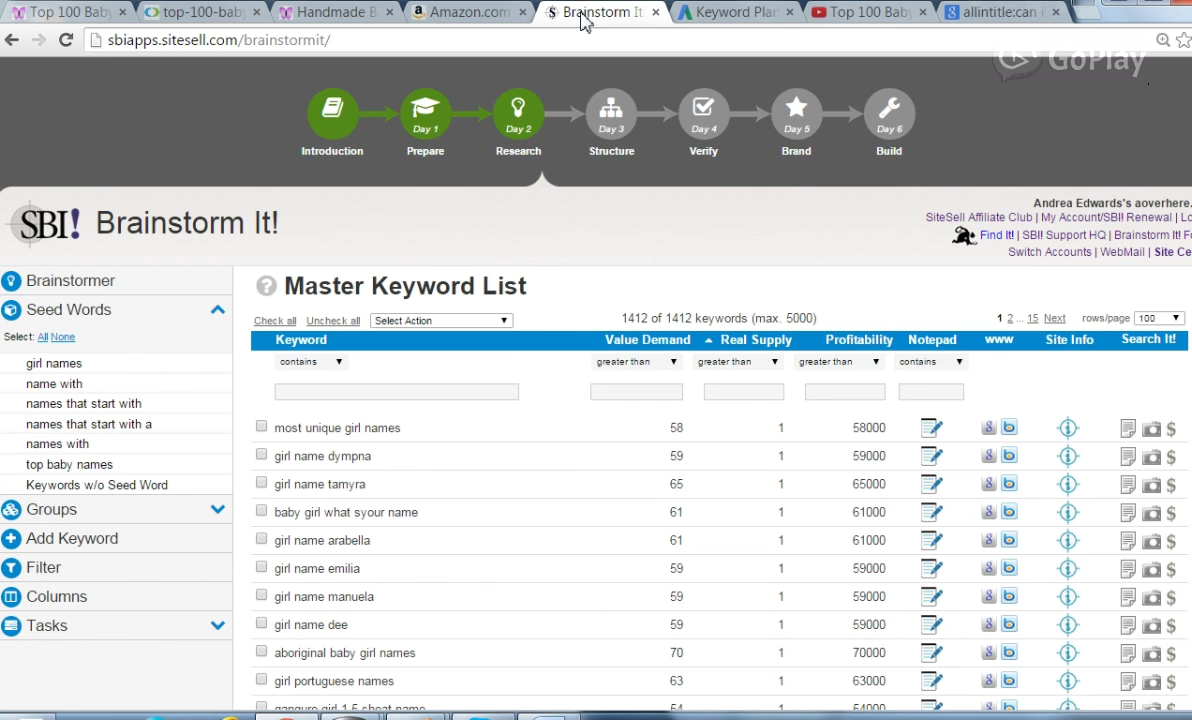 Top 100 Baby
top-100-baby
Handmade B
Amazon.com
Brainstorm It
Keyword Plan
Top 100 Baby
allintitle:can i
sbiapps.sitesell.com/brainstormit/
GoPlay
Day 1
Day 2
Day 3
Day 4
Day 5
Day 6
Introduction
Prepare
Research
Structure
Verify
Brand
Build
SBI! Brainstorm It!
Andrea Edwards's aoverhere.
SiteSell Affiliate Club | My Account/SBI! Renewal | Lo
Find It! | SBI! Support HQ | Brainstorm It! F
Switch Accounts | WebMail | Site Ce
Brainstormer
Seed Words
Select: All None
girl names
name with
names that start with
names that start with a
names with
top baby names
Keywords w/o Seed Word
Groups
Add Keyword
Filter
Columns
Tasks
Master Keyword List
Check all Uncheck all Select Action 1412 of 1412 keywords (max. 5000) 1 2 ... 15 Next rows/page 100
Keyword Value Demand Real Supply Profitability Notepad www Site Info Search It!
contains greater than greater than greater than contains
most unique girl names 58 1 58000
girl name dympna 59 1 59000
girl name tamyra 65 1 65000
baby girl what syour name 61 1 61000
girl name arabella 61 1 61000
girl name emilia 59 1 59000
girl name manuela 59 1 59000
girl name dee 59 1 59000
aboriginal baby girl names 70 1 70000
girl portuguese names 63 1 63000